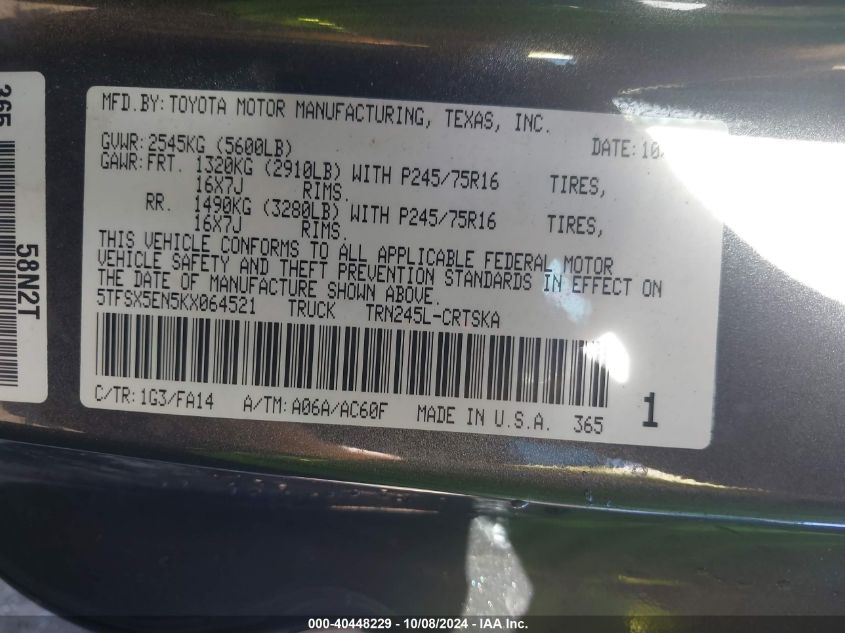 MFD.BY: TOYOTA MOTOR MANUFACTURING, TEXAS, INC.
GVWR: 2545KG (5600LB) DATE: 10
GAWR: FRT. 1320KG (2910LB) WITH P245/75R16 TIRES,
16X7J RIMS.
RR. 1490KG (3280LB) WITH P245/75R16 TIRES,
16X7J RIMS.
THIS VEHICLE CONFORMS TO ALL APPLICABLE FEDERAL MOTOR
VEHICLE SAFETY AND THEFT PREVENTION STANDARDS IN EFFECT ON
THE DATE OF MANUFACTURE SHOWN ABOVE.
5TFSX5EN5KX064521 TRUCK TRN245L-CRTSKA
C/TR: 1G3/FA14 A/TM: A06A/AC60F MADE IN U.S.A. 365 1
365
58N2T
000-40448229 - 10/08/2024 - IAA Inc.